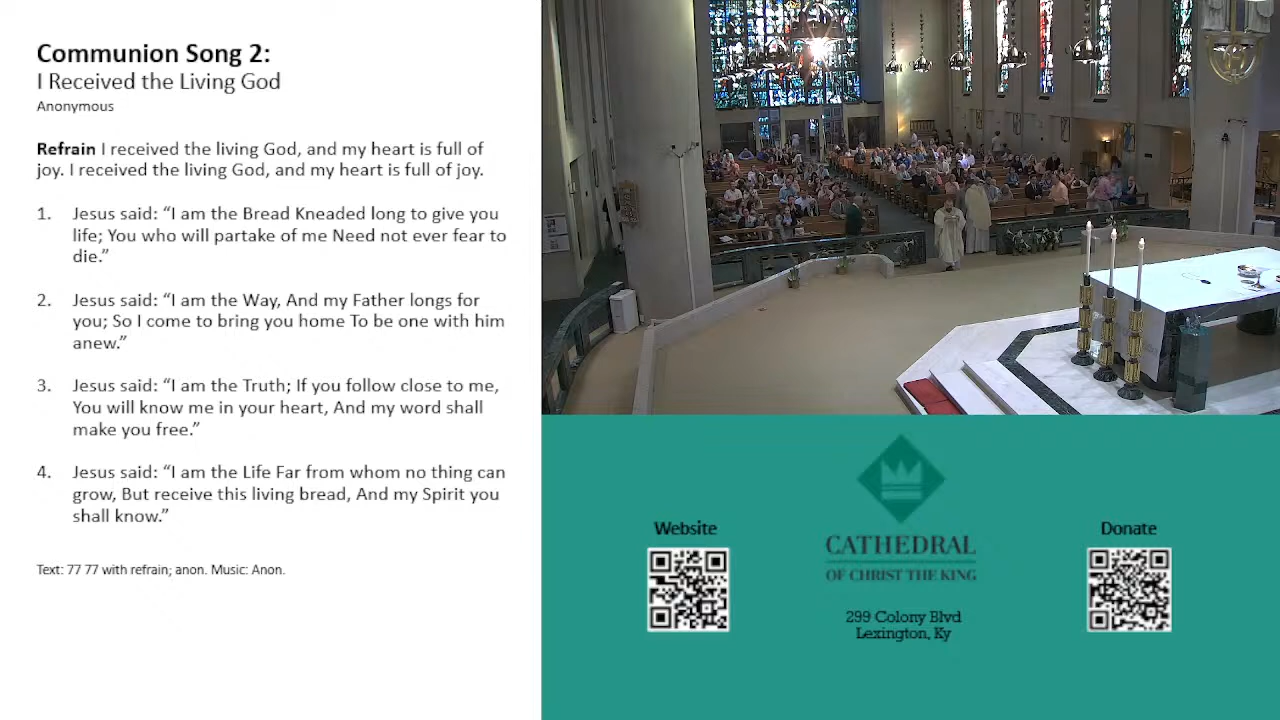 Communion Song 2:
I Received the Living God
Anonymous
Refrain I received the living God, and my heart is full of
joy. I received the living God, and my heart is full of joy.
1. Jesus said: “I am the Bread Kneaded long to give you
life; You who will partake of me Need not ever fear to
die.”
2. Jesus said: “I am the Way, And my Father longs for
you; So I come to bring you home To be one with him
anew.”
3. Jesus said: “I am the Truth; If you follow close to me,
You will know me in your heart, And my word shall
make you free.”
4. Jesus said: “I am the Life Far from whom no thing can
grow, But receive this living bread, And my Spirit you
shall know.”
Text: 77 77 with refrain; anon. Music: Anon.
Website
CATHEDRAL
OF CHRIST THE KING
299 Colony Blvd
Lexington, Ky
Donate